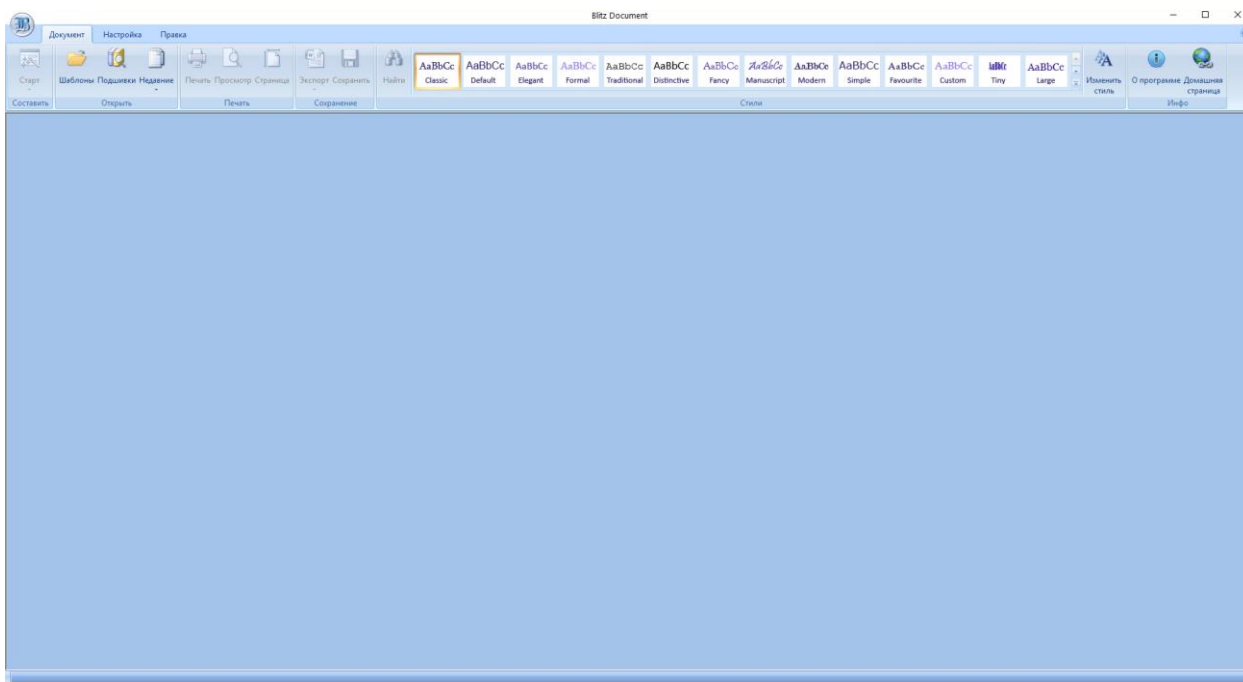 Blitz Document
Документ Настройка Правка
AaBbCc AaBbCc AaBbCc AaBbCc AaBbCc AaBbCc AaBbCc AaBbCc AaBbCc AaBbCc AaBbCc AaBbCc AaBbCc
Старт Шаблоны Подшивки Недавние Печать Просмотр Страница Экспорт Сохранить Найти Classic Default Elegant Formal Traditional Distinctive Fancy Manuscript Modern Simple Favourite Custom Tiny Large Изменить стиль О программе Домашняя страница
Составить Открыть Печать Сохранение Стили Инфо